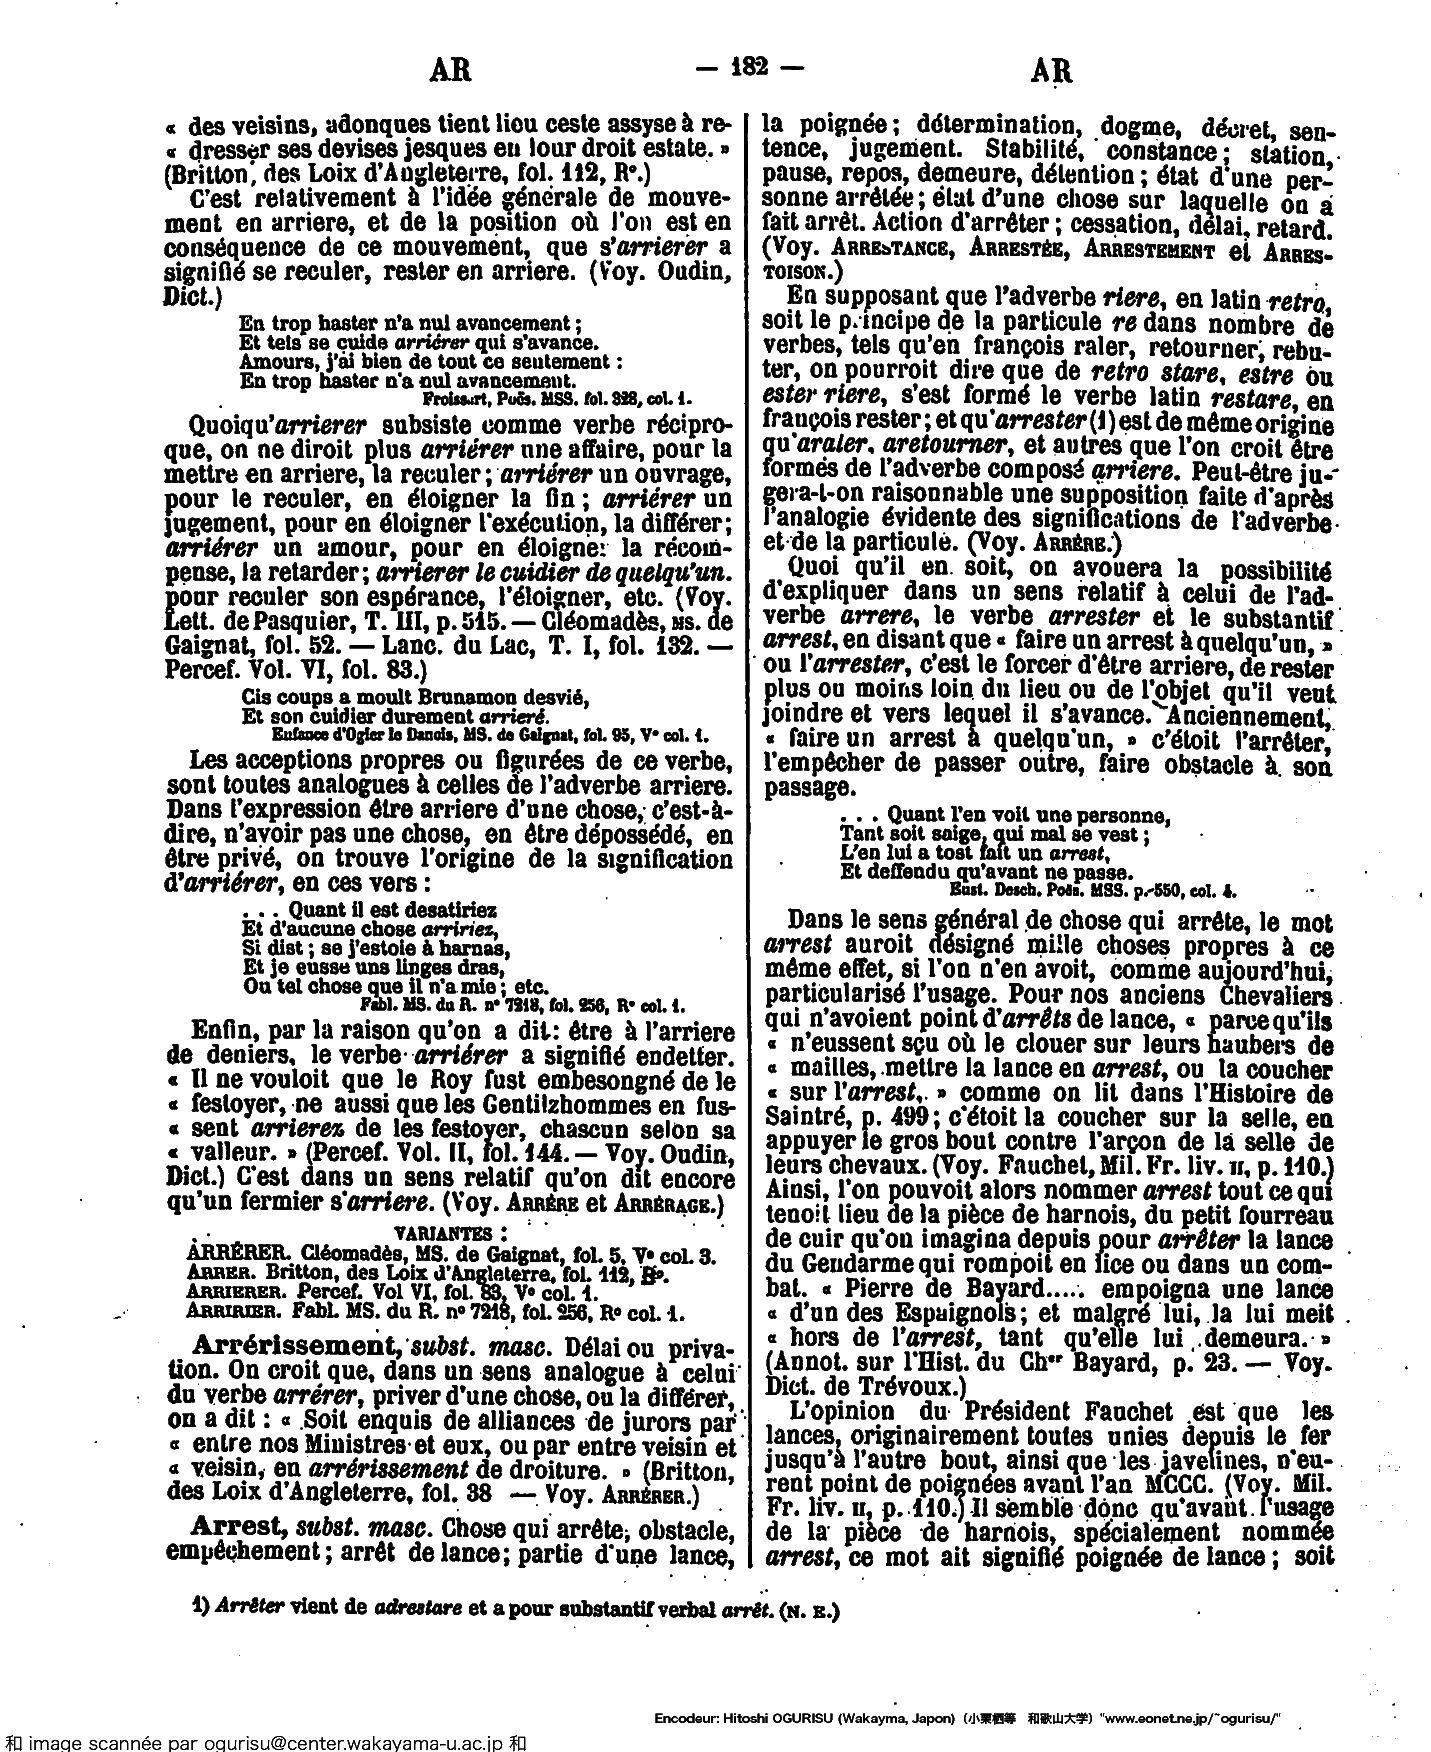 AR
— 182 —
AR
« des veisins, adonques tient liou ceste assyse à re-
« dresser ses devises jesques en lour droit estate. »
(Britton, des Loix d'Angleterre, fol. 112, R°.)
C'est relativement à l'idée générale de mouve-
ment en arriere, et de la position où l'on est en
conséquence de ce mouvement, que s'arrierer a
signifié se reculer, rester en arriere. (Voy. Oudin,
Dict.)
En trop haster n'a nul avancement ;
Et tels se cuide arriérer qui s'avance.
Amours, j'ai bien de tout ce seutement :
En trop haster n'a nul avancement.
Froissart, Poës. MSS. fol. 328, col. 1.
Quoiqu'arrierer subsiste comme verbe récipro-
que, on ne diroit plus arriérer une affaire, pour la
mettre en arriere, la reculer ; arriérer un ouvrage,
pour le reculer, en éloigner la fin ; arriérer un
jugement, pour en éloigner l'exécution, la différer;
arriérer un amour, pour en éloigner la récom-
pense, la retarder ; arrierer le cuidier de quelqu'un.
pour reculer son espérance, l'éloigner, etc. (Voy.
Lett. de Pasquier, T. III, p. 515. — Cléomadès, MS. de
Gaignat, fol. 52. — Lanc. du Lac, T. I, fol. 132. —
Percef. Vol. VI, fol. 83.)
Cis coups a moult Brunamon desvié,
Et son cuidier durement arrieré.
Enfance d'Ogier le Danois, MS. de Gaignat, fol. 95, V° col. 1.
Les acceptions propres ou figurées de ce verbe,
sont toutes analogues à celles de l'adverbe arriere.
Dans l'expression être arriere d'une chose, c'est-à-
dire, n'avoir pas une chose, en être dépossédé, en
être privé, on trouve l'origine de la signification
d'arriérer, en ces vers :
. . . Quant il est desatiriez
Et d'aucune chose arririez,
Si dist ; se j'estoie à harnas,
Et je eusse uns linges dras,
Ou tel chose que il n'a mie ; etc.
Fabl. MS. du R. n° 7218, fol. 256, R° col. 1.
Enfin, par la raison qu'on a dit: être à l'arriere
de deniers, le verbe arriérer a signifié endetter.
« Il ne vouloit que le Roy fust embesongné de le
« festoyer, ne aussi que les Gentilzhommes en fus-
« sent arrierez de les festoyer, chascun selon sa
« valleur. » (Percef. Vol. II, fol. 144. — Voy. Oudin,
Dict.) C'est dans un sens relatif qu'on dit encore
qu'un fermier s'arriere. (Voy. ARRÈRE et ARRÉRAGE.)
VARIANTES :
ARRÉRER. Cléomadès, MS. de Gaignat, fol. 5, V° col. 3.
ARRER. Britton, des Loix d'Angleterre, fol. 112, R°.
ARRIERER. Percef. Vol VI, fol. 83, V° col. 1.
ARRIRIER. Fabl. MS. du R. n° 7218, fol. 256, R° col. 1.
Arrérissement, subst. masc. Délai ou priva-
tion. On croit que, dans un sens analogue à celui
du verbe arrérer, priver d'une chose, ou la différer,
on a dit : « Soit enquis de alliances de jurors par
« entre nos Ministres et eux, ou par entre veisin et
« veisin, en arrérissement de droiture. » (Britton,
des Loix d'Angleterre, fol. 38 — Voy. ARRÉRER.)
Arrest, subst. masc. Chose qui arrête, obstacle,
empêchement ; arrêt de lance; partie d'une lance,
la poignée ; détermination, dogme, décret, sen-
tence, jugement. Stabilité, constance ; station,
pause, repos, demeure, détention ; état d'une per-
sonne arrêtée ; état d'une chose sur laquelle on a
fait arrêt. Action d'arrêter ; cessation, délai, retard.
(Voy. ARRESTANCE, ARRESTÉE, ARRESTEMENT et ARRES-
TOISON.)
En supposant que l'adverbe riere, en latin retro,
soit le principe de la particule re dans nombre de
verbes, tels qu'en françois raler, retourner, rebu-
ter, on pourroit dire que de retro stare, estre ou
ester riere, s'est formé le verbe latin restare, en
françois rester ; et qu'arrester (1) est de même origine
qu'araler, aretourner, et autres que l'on croit être
formés de l'adverbe composé arriere. Peut-être ju-
gera-t-on raisonnable une supposition faite d'après
l'analogie évidente des significations de l'adverbe
et de la particule. (Voy. ARRÈRE.)
Quoi qu'il en soit, on avouera la possibilité
d'expliquer dans un sens relatif à celui de l'ad-
verbe arrere, le verbe arrester et le substantif
arrest, en disant que « faire un arrest à quelqu'un, »
ou l'arrester, c'est le forcer d'être arriere, de rester
plus ou moins loin du lieu ou de l'objet qu'il veut
joindre et vers lequel il s'avance. Anciennement,
« faire un arrest à quelqu'un, » c'étoit l'arrêter,
l'empêcher de passer outre, faire obstacle à son
passage.
. . . Quant l'en voit une personne,
Tant soit saige, qui mal se vest ;
L'en lui a tost fait un arrest,
Et deffendu qu'avant ne passe.
Eust. Desch. Poës. MSS. p. 550, col. 4.
Dans le sens général de chose qui arrête, le mot
arrest auroit désigné mille choses propres à ce
même effet, si l'on n'en avoit, comme aujourd'hui,
particularisé l'usage. Pour nos anciens Chevaliers
qui n'avoient point d'arrêts de lance, « parce qu'ils
« n'eussent sçu où le clouer sur leurs haubers de
« mailles, mettre la lance en arrest, ou la coucher
« sur l'arrest, » comme on lit dans l'Histoire de
Saintré, p. 499 ; c'étoit la coucher sur la selle, en
appuyer le gros bout contre l'arçon de la selle de
leurs chevaux. (Voy. Fauchet, Mil. Fr. liv. II, p. 110.)
Ainsi, l'on pouvoit alors nommer arrest tout ce qui
tenoit lieu de la pièce de harnois, du petit fourreau
de cuir qu'on imagina depuis pour arrêter la lance
du Gendarme qui rompoit en lice ou dans un com-
bat. « Pierre de Bayard..... empoigna une lance
« d'un des Espaignols ; et malgré lui, la lui meit
« hors de l'arrest, tant qu'elle lui demeura. »
(Annot. sur l'Hist. du Cher Bayard, p. 23. — Voy.
Dict. de Trévoux.)
L'opinion du Président Fauchet est que les
lances, originairement toutes unies depuis le fer
jusqu'à l'autre bout, ainsi que les javelines, n'eu-
rent point de poignées avant l'an MCCC. (Voy. Mil.
Fr. liv. II, p. 110.) Il semble donc qu'avant l'usage
de la pièce de harnois, spécialement nommée
arrest, ce mot ait signifié poignée de lance ; soit
1) Arrêter vient de adrestare et a pour substantif verbal arrêt. (N. E.)
Encodeur: Hitoshi OGURISU (Wakayma, Japon) (小栗栖等 和歌山大学) "www.eonet.ne.jp/~ogurisu/"
和 image scannée par ogurisu@center.wakayama-u.ac.jp 和